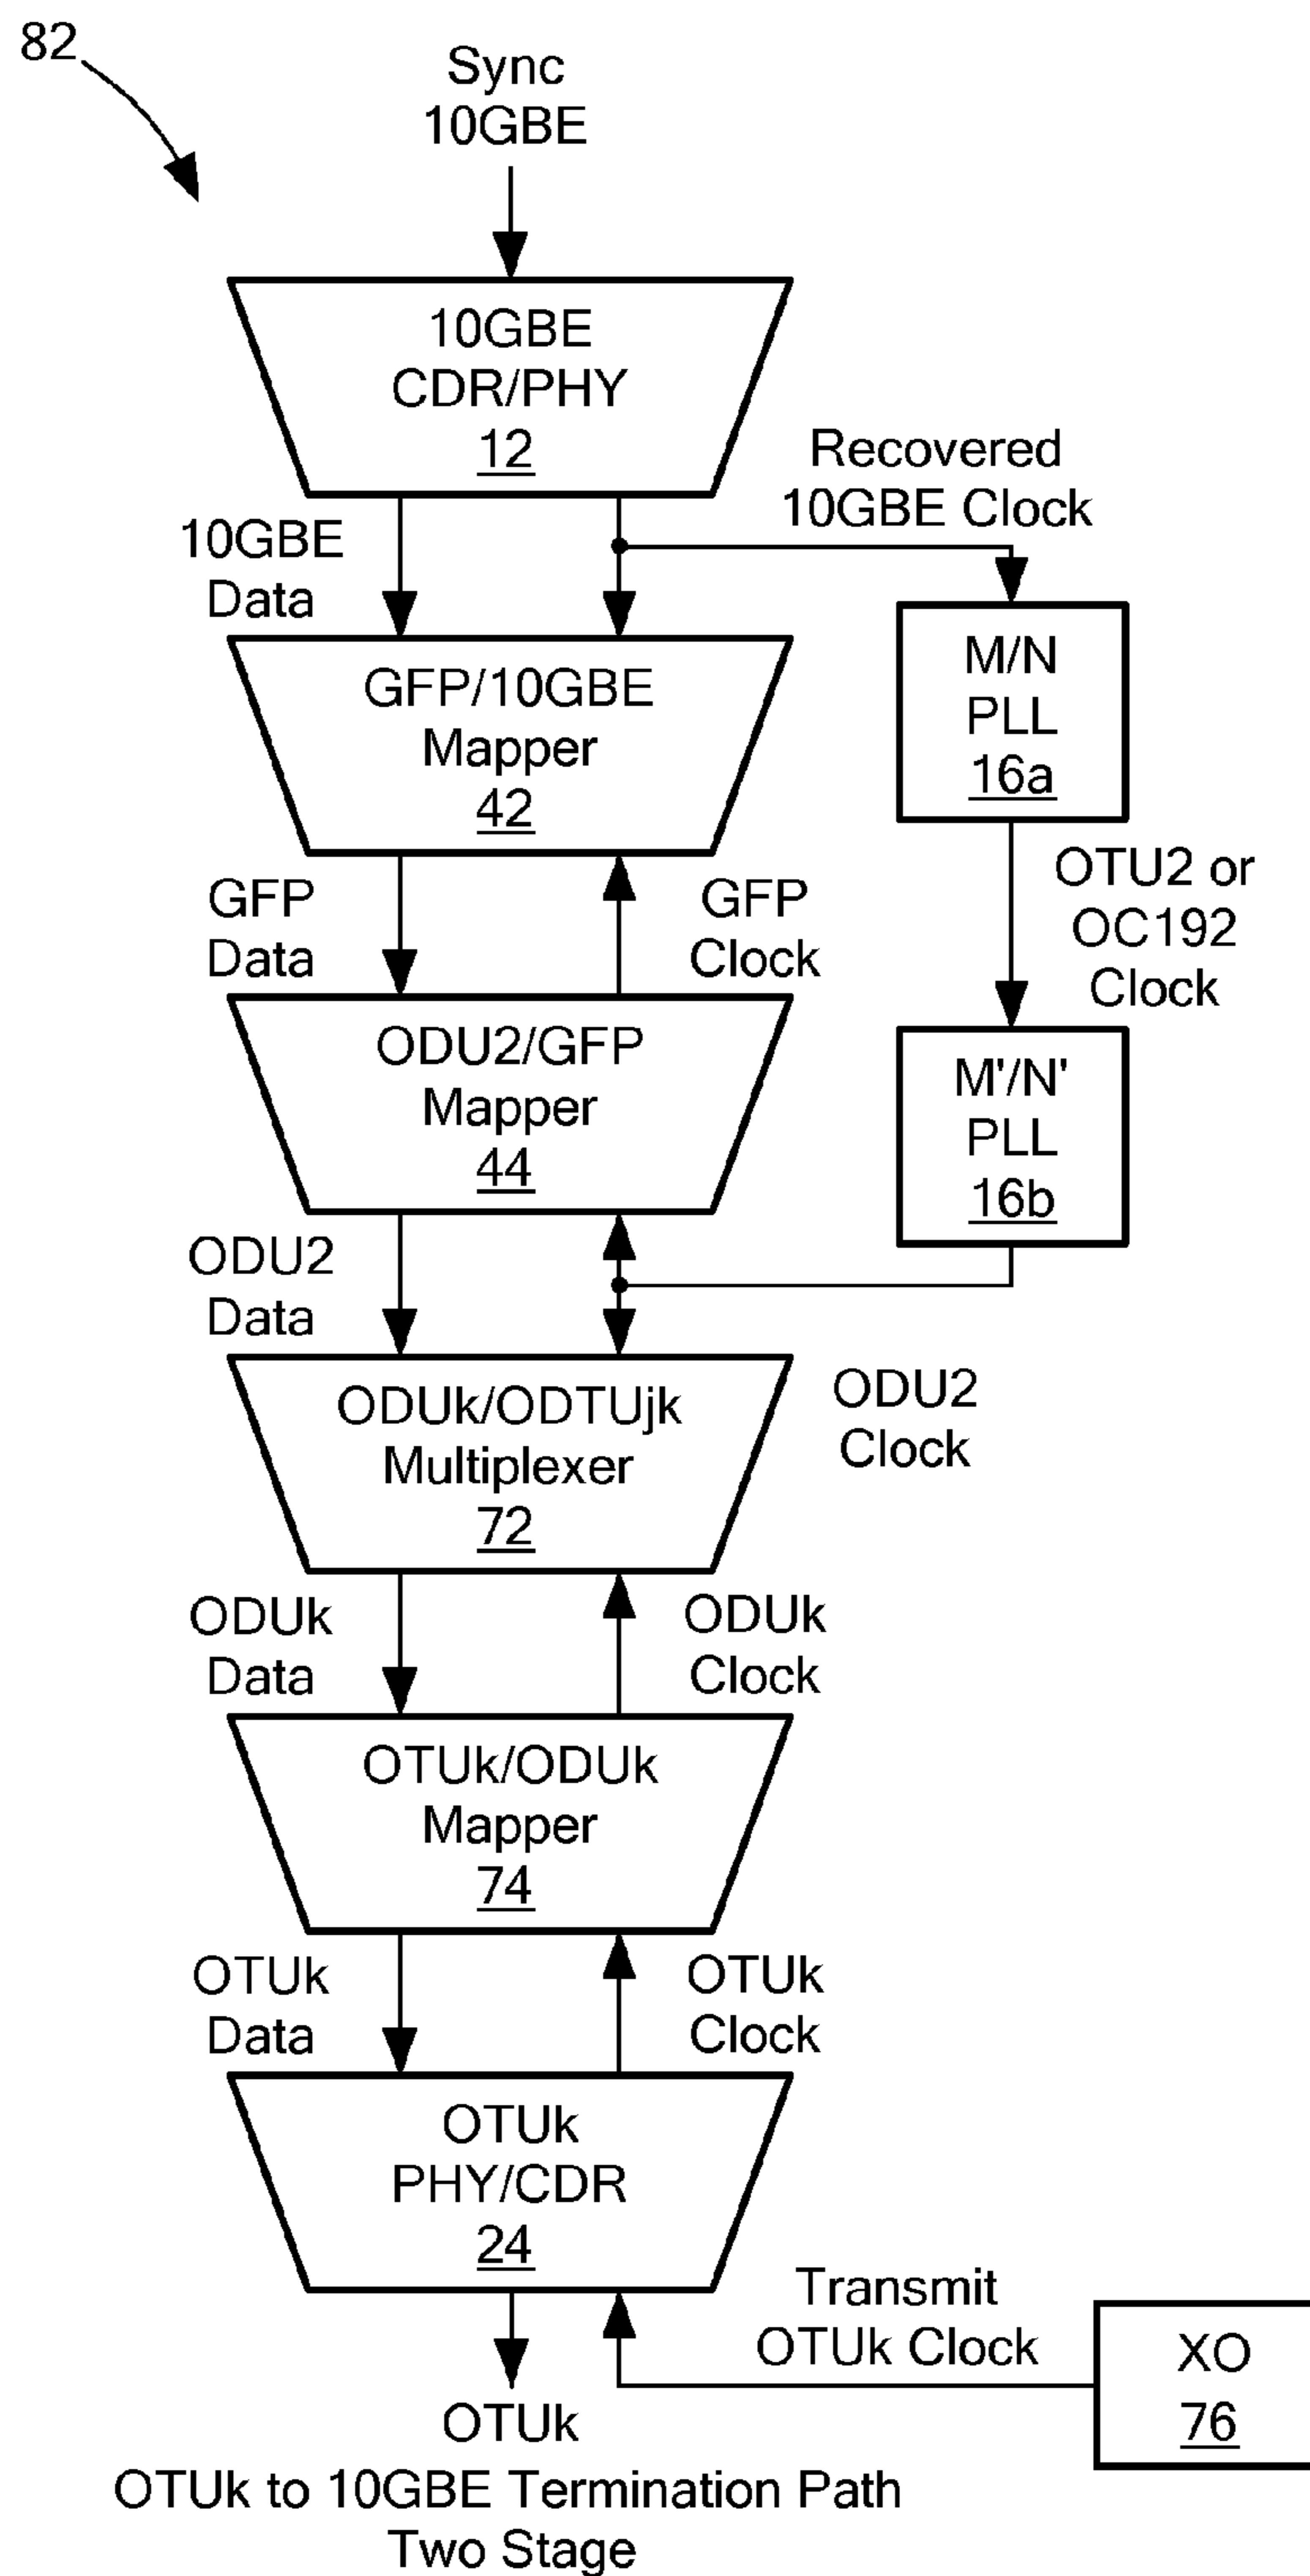 82
Sync
10GBE
10GBE
CDR/PHY
12
Recovered
10GBE Clock
10GBE
Data
M/N
PLL
16a
GFP/10GBE
Mapper
42
OTU2 or
OC192
Clock
GFP
Data
GFP
Clock
ODU2/GFP
Mapper
44
M'/N'
PLL
16b
ODU2
Data
ODU2
Clock
ODUk/ODTUjk
Multiplexer
72
ODUk
Data
ODUk
Clock
OTUk/ODUk
Mapper
74
OTUk
Data
OTUk
Clock
OTUk
PHY/CDR
24
Transmit
OTUk Clock
XO
76
OTUk
OTUk to 10GBE Termination Path
Two Stage